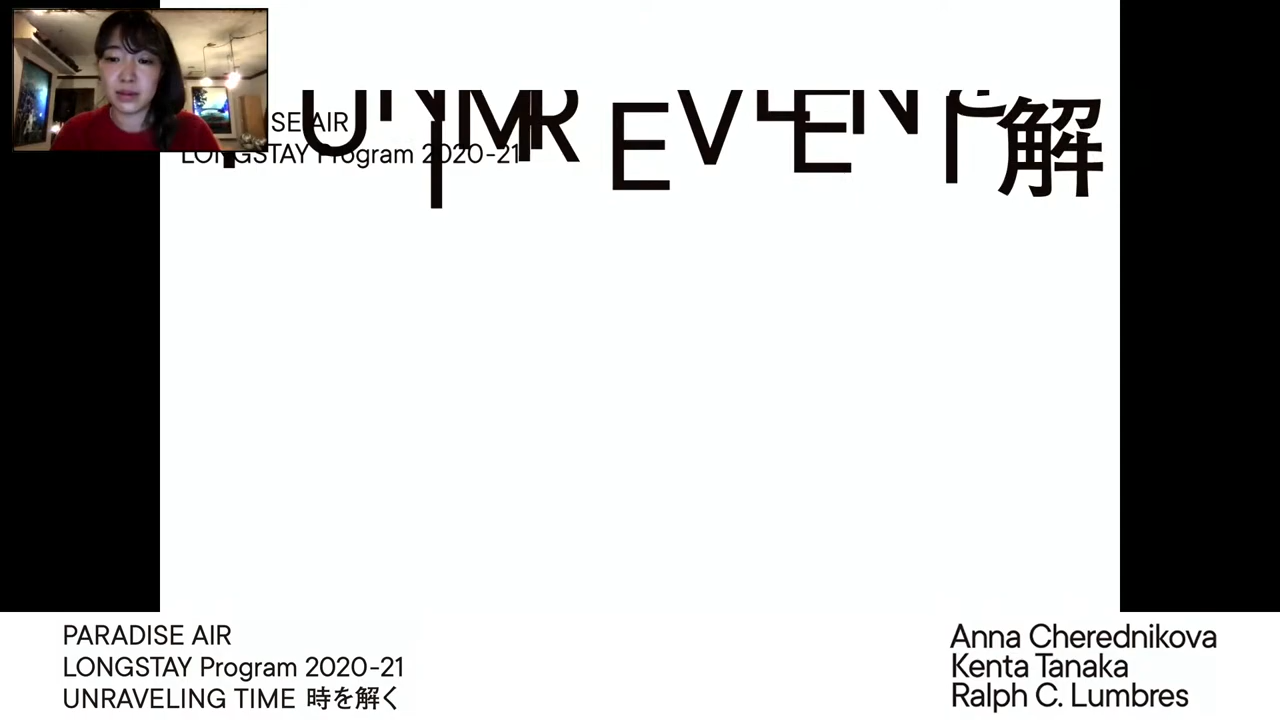 SE AIR
LONGSTAY Program 2020-21
解
PARADISE AIR
LONGSTAY Program 2020-21
UNRAVELING TIME 時を解く
Anna Cherednikova
Kenta Tanaka
Ralph C. Lumbres